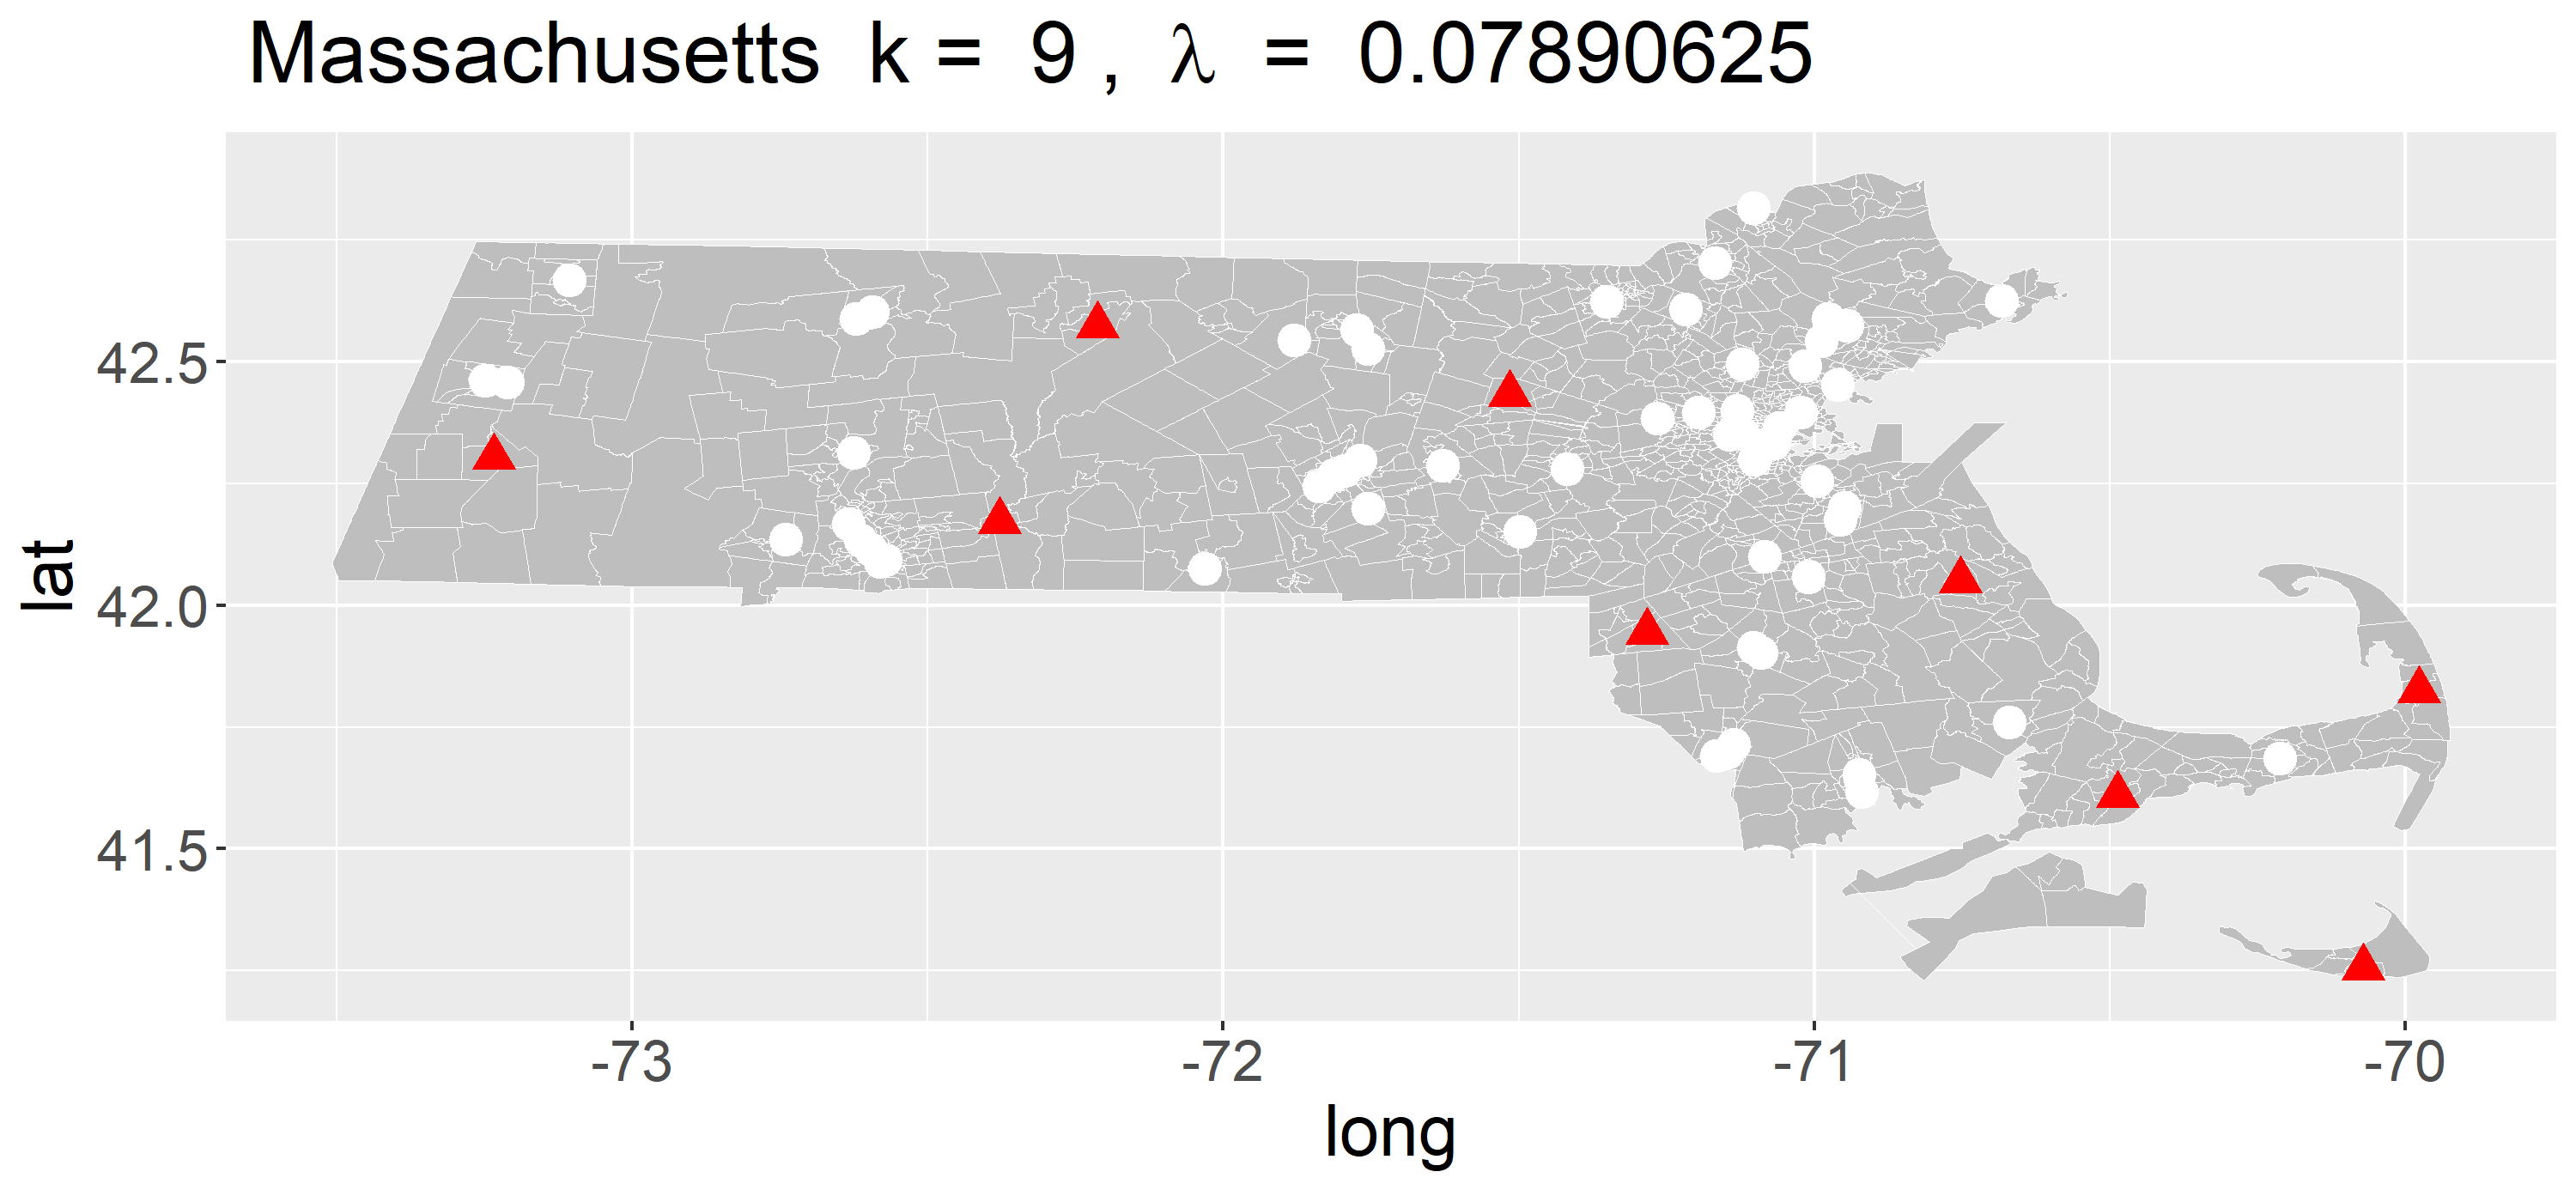 Massachusetts k = 9 , λ = 0.07890625
lat
42.5
42.0
41.5
-73 -72 -71 -70
long